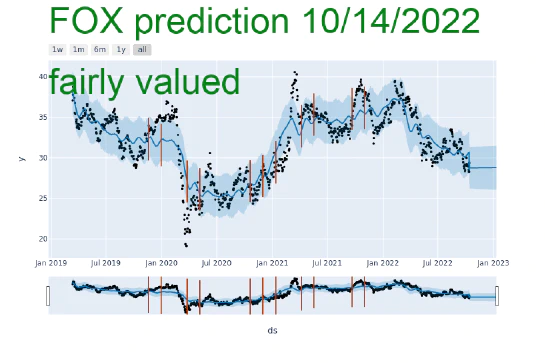 FOX prediction 10/14/2022
1w 1m 6m 1y all
fairly valued
40
35
30
25
20
y
Jan 2019 Jul 2019 Jan 2020 Jul 2020 Jan 2021 Jul 2021 Jan 2022 Jul 2022 Jan 2023
ds